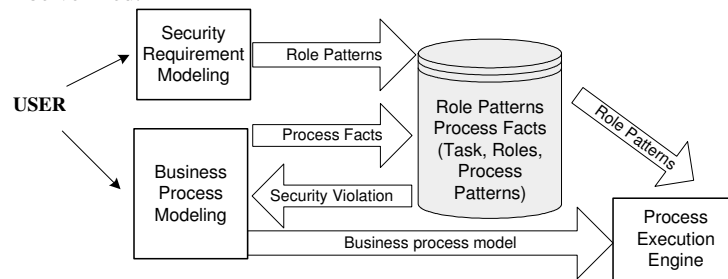 Security
Requirement
Modeling
Role Patterns
USER
Role Patterns
Process Facts
(Task, Roles,
Process
Patterns)
Role Patterns
Process Facts
Business
Process
Modeling
Security Violation
Business process model
Process
Execution
Engine